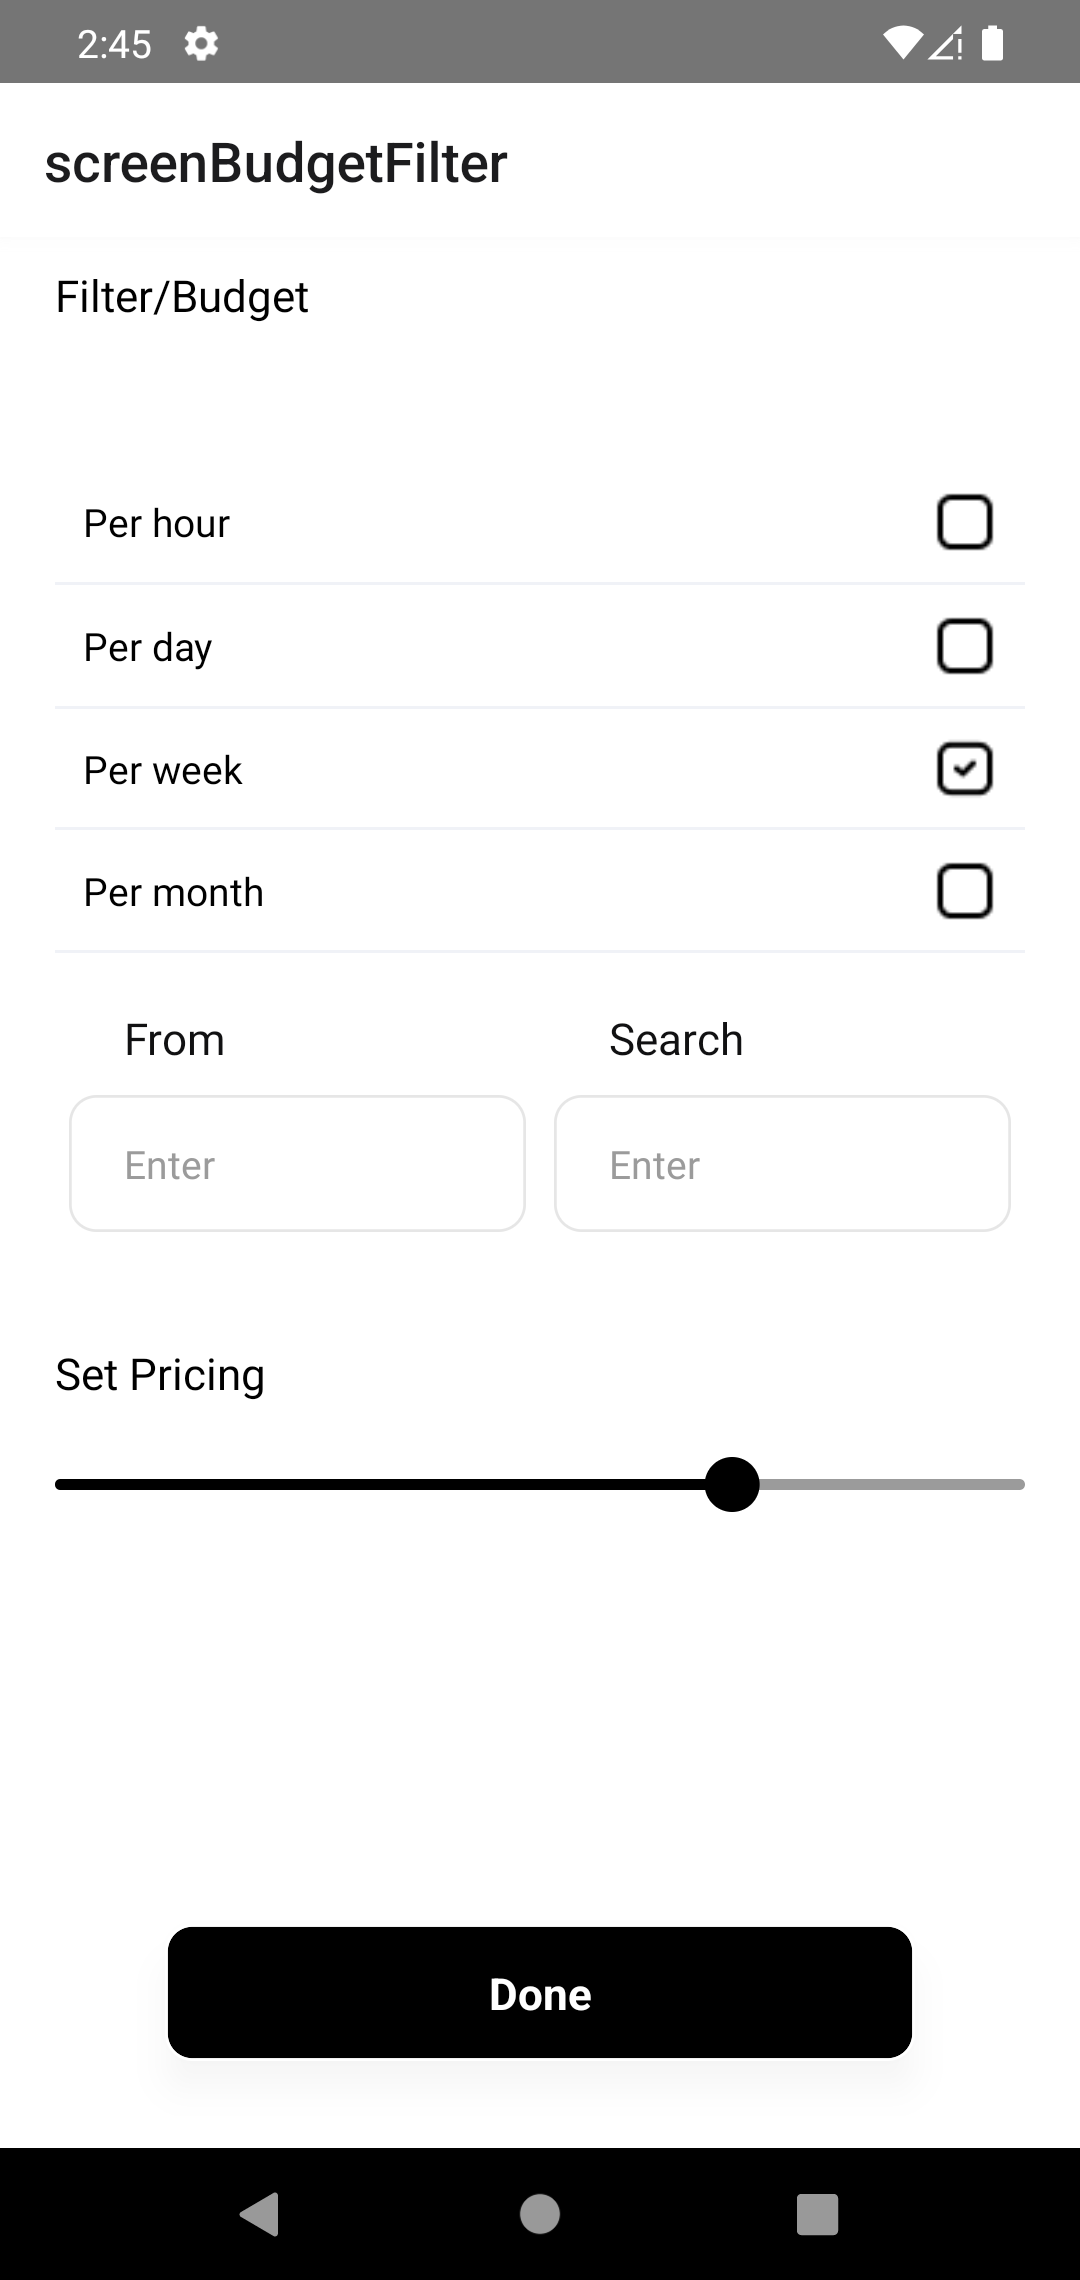 2:45
screenBudgetFilter
Filter/Budget
Per hour
Per day
Per week
Per month
From Search
Enter Enter
Set Pricing
Done